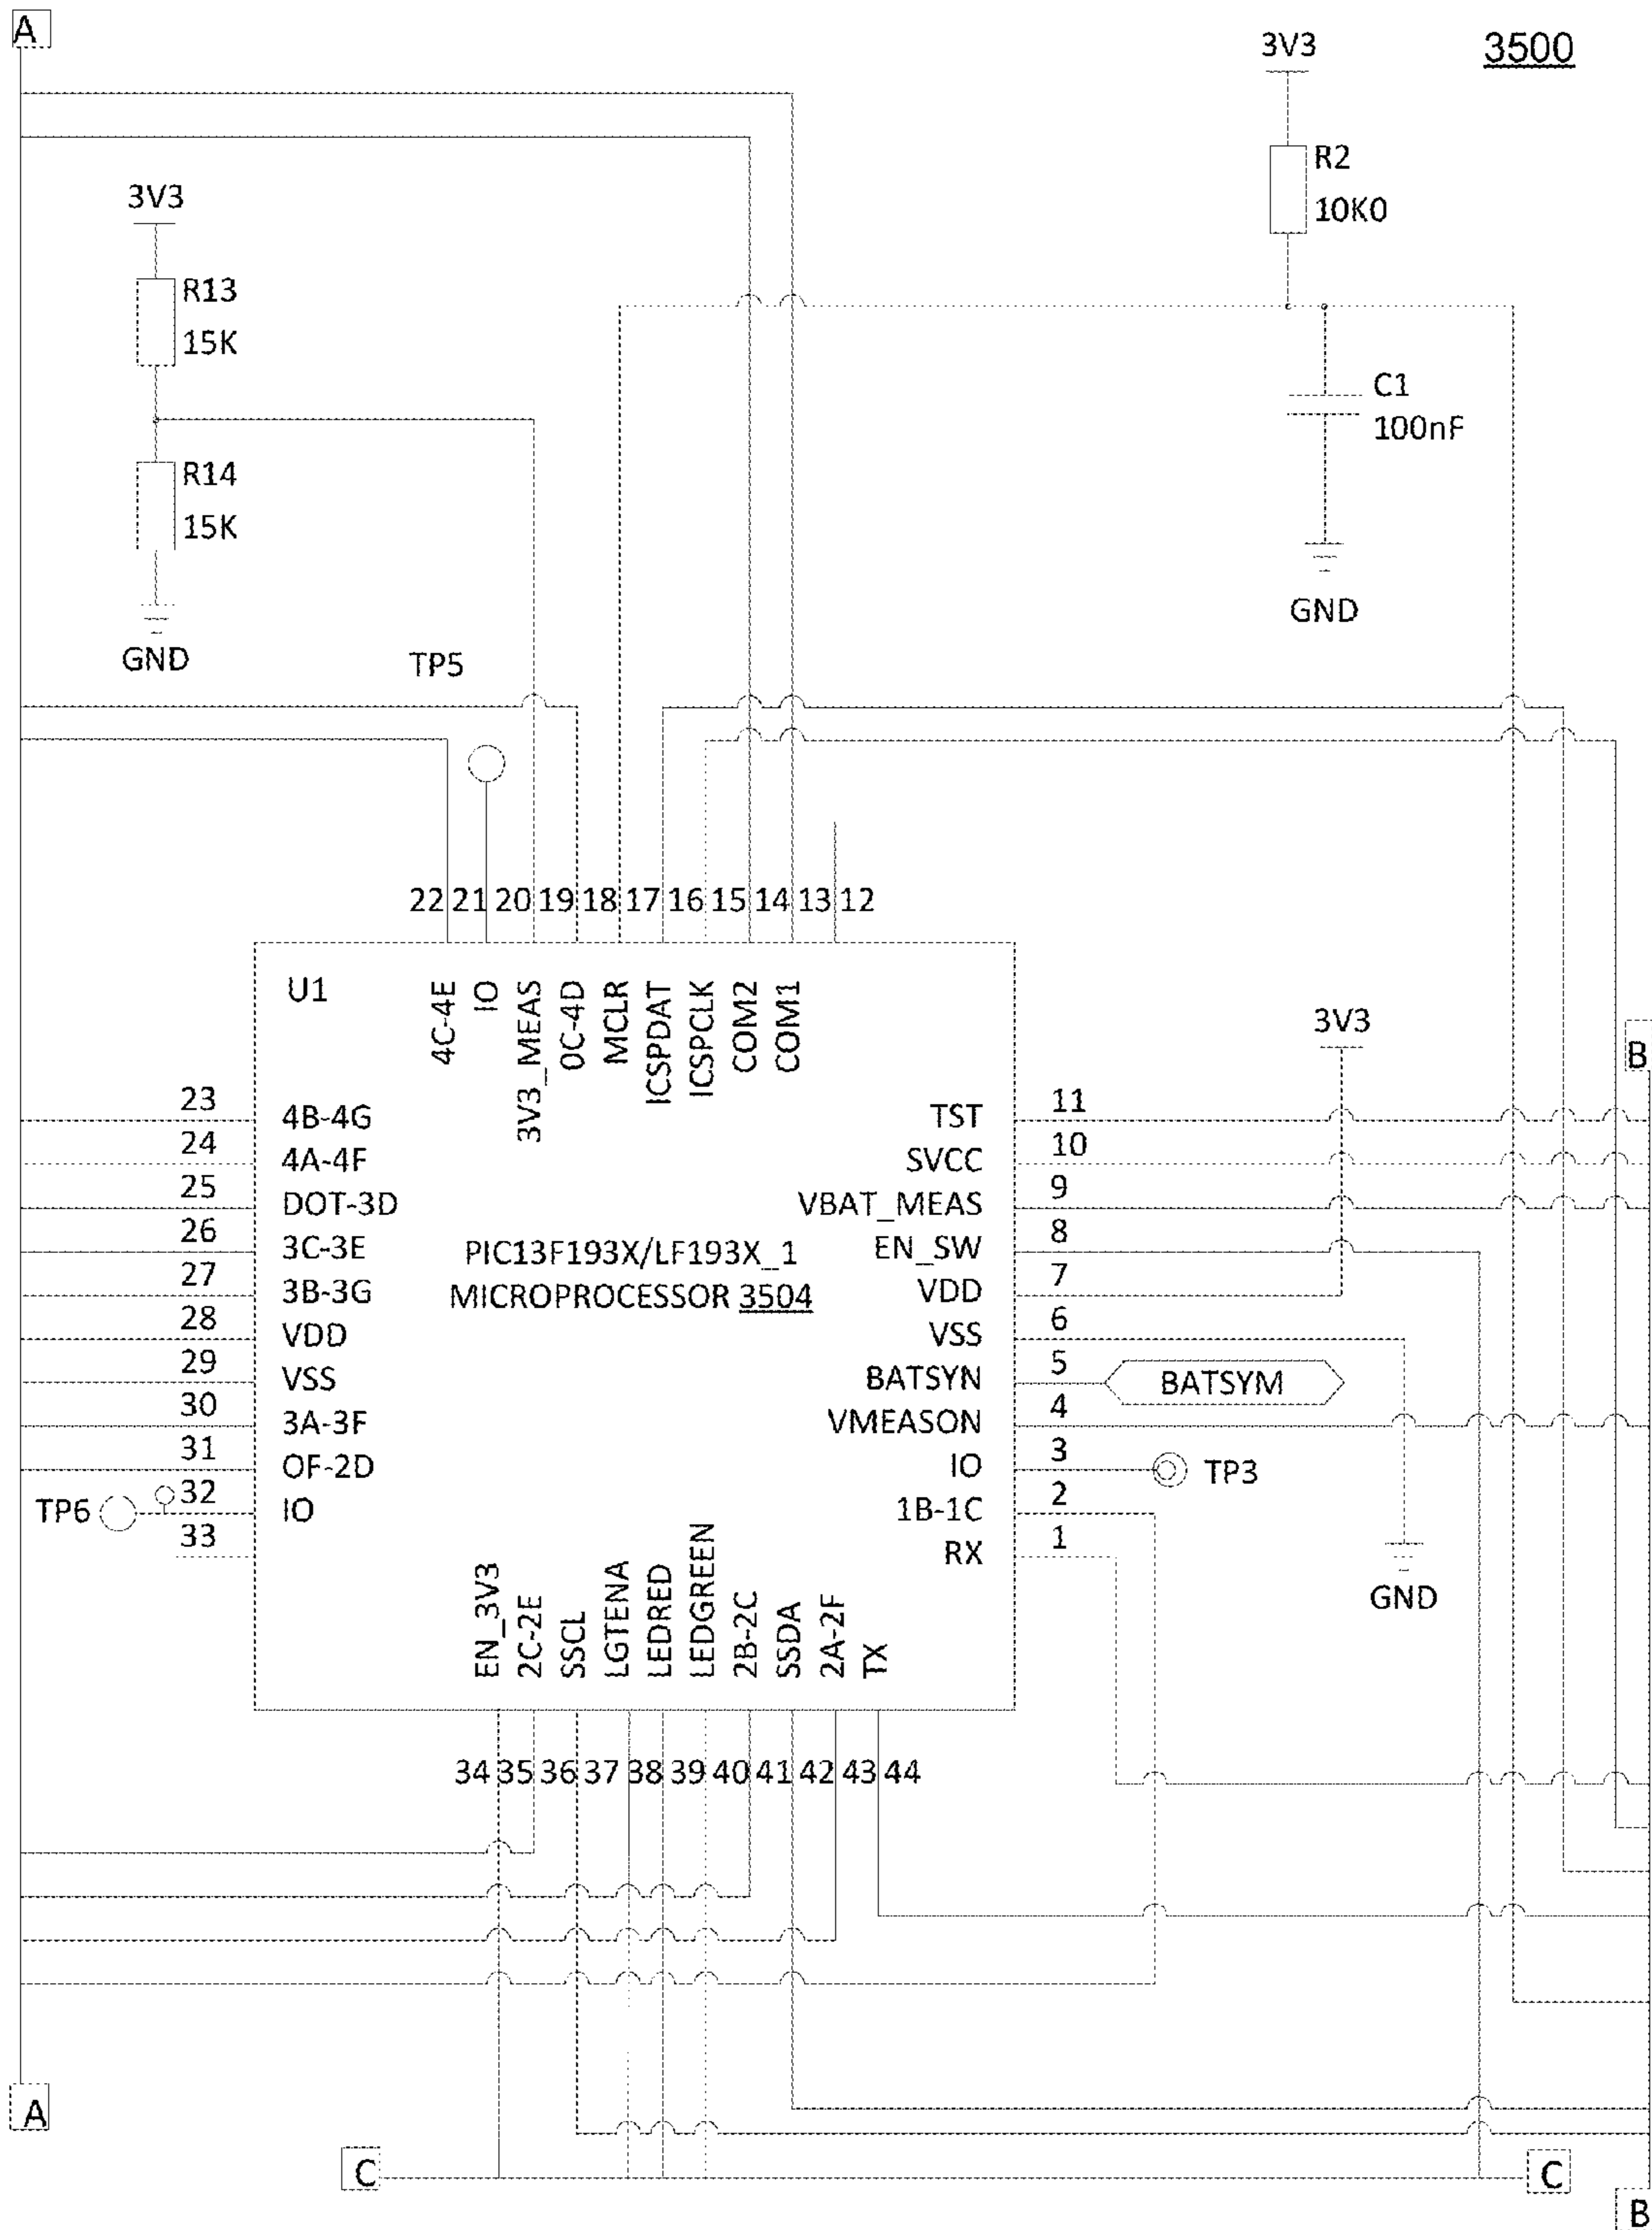 A
3V3
3500
R2
10K0
3V3
R13
15K
C1
100nF
R14
15K
GND
GND
TP5
22 21 20 19 18 17 16 15 14 13 12
U1
4C-4E
IO
3V3_MEAS
0C-4D
MCLR
ICSPDAT
ICSPCLK
COM2
COM1
3V3
B
23
4B-4G
24
4A-4F
25
DOT-3D
26
3C-3E
27
3B-3G
28
VDD
29
VSS
30
3A-3F
31
OF-2D
TP6
32
IO
33
PIC13F193X/LF193X_1
MICROPROCESSOR 3504
TST
11
SVCC
10
VBAT_MEAS
9
EN_SW
8
VDD
7
VSS
6
BATSYN
5
BATSYM
VMEASON
4
IO
3
TP3
1B-1C
2
RX
1
GND
EN_3V3
2C-2E
SSCL
LGTENA
LEDRED
LEDGREEN
2B-2C
SSDA
2A-2F
TX
34 35 36 37 38 39 40 41 42 43 44
A
C
C
B